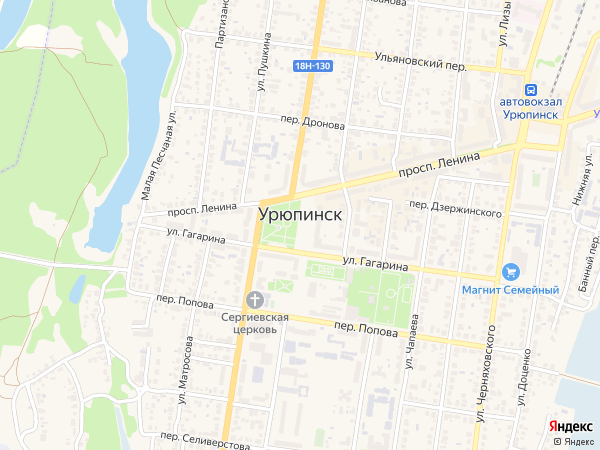 Иванова
Партизанс
ул. Пушкина
ул. Лизы
Ульяновский пер.
18Н-130
автовокзал
Урюпинск
У
пер. Дронова
Малая Песчаная ул.
просп. Ленина
Нижняя ул.
просп. Ленина
Урюпинск
пер. Дзержинского
ул. Гагарина
Банный пер.
ул. Гагарина
Магнит Семейный
пер. Попова
Сергиевская
церковь
пер. Попова
ул. Чапаева
ул. Матросова
ул. Черняховского
ул. Доценко
пер. Селиверстова
Яндекс
© Яндекс